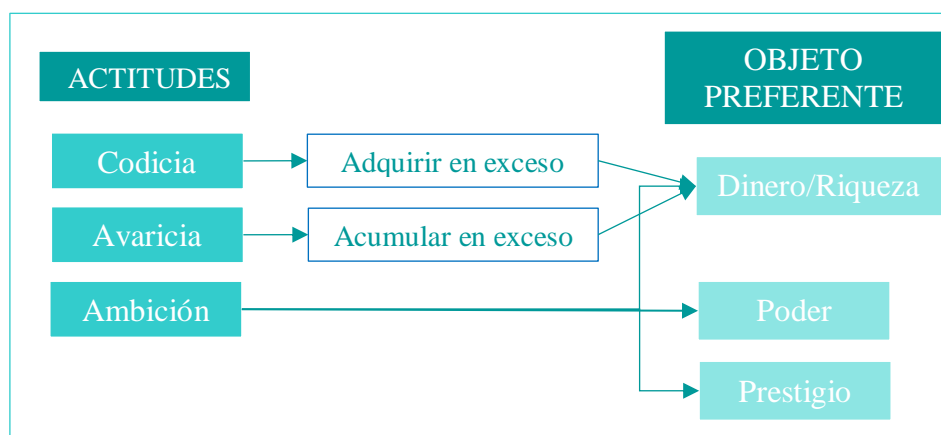 ACTITUDES
OBJETO
PREFERENTE
Codicia
Adquirir en exceso
Dinero/Riqueza
Avaricia
Acumular en exceso
Ambición
Poder
Prestigio